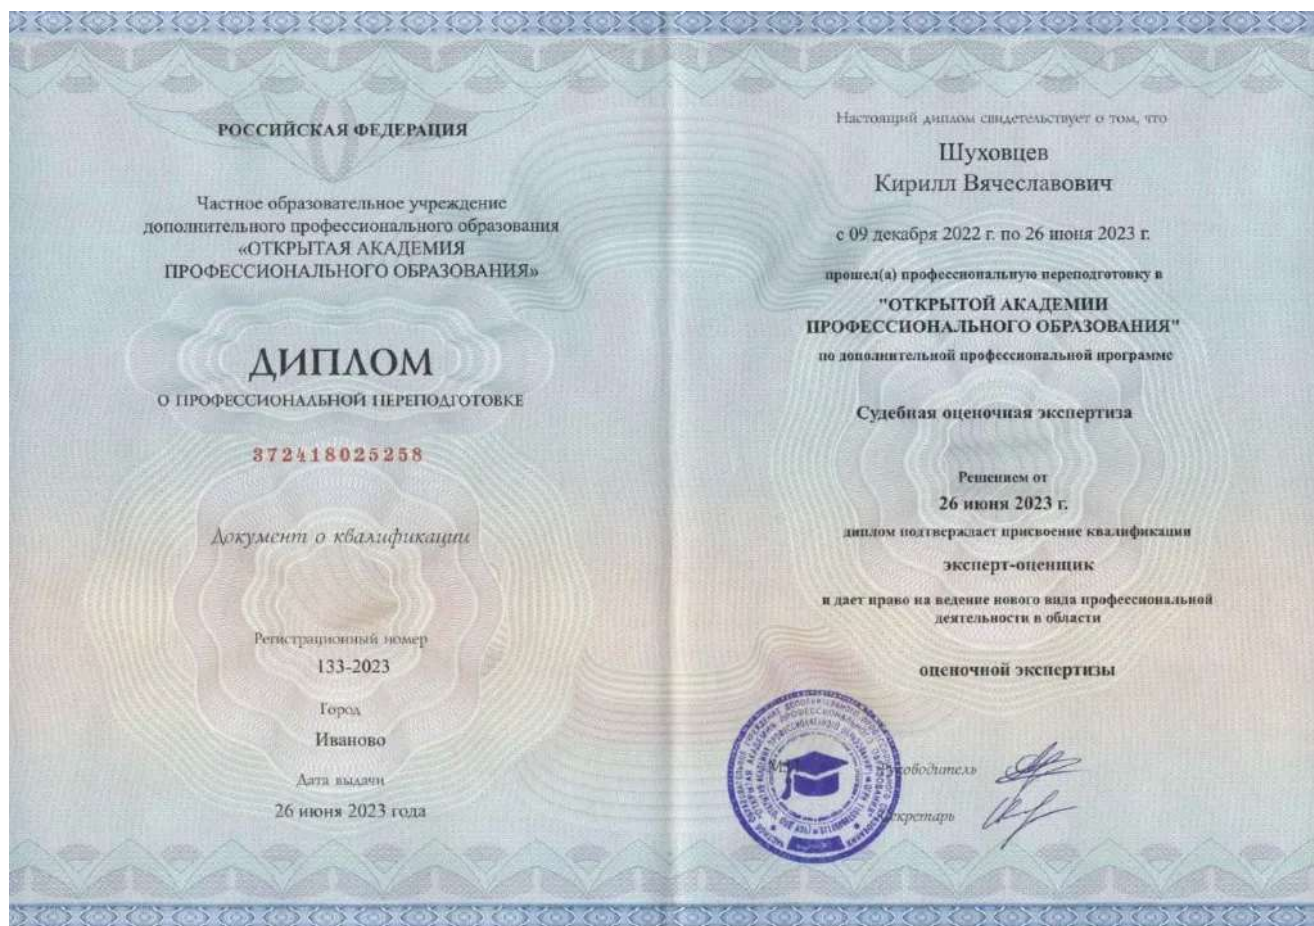 РОССИЙСКАЯ ФЕДЕРАЦИЯ
Частное образовательное учреждение
дополнительного профессионального образования
«ОТКРЫТАЯ АКАДЕМИЯ
ПРОФЕССИОНАЛЬНОГО ОБРАЗОВАНИЯ»
ДИПЛОМ
О ПРОФЕССИОНАЛЬНОЙ ПЕРЕПОДГОТОВКЕ
372418025258
Документ о квалификации
Регистрационный номер
133-2023
Город
Иваново
Дата выдачи
26 июня 2023 года
Настоящий диплом свидетельствует о том, что
Шуховцев
Кирилл Вячеславович
с 09 декабря 2022 г. по 26 июня 2023 г.
прошел(а) профессиональную переподготовку в
"ОТКРЫТОЙ АКАДЕМИИ
ПРОФЕССИОНАЛЬНОГО ОБРАЗОВАНИЯ"
по дополнительной профессиональной программе
Судебная оценочная экспертиза
Решением от
26 июня 2023 г.
диплом подтверждает присвоение квалификации
эксперт-оценщик
и дает право на ведение нового вида профессиональной
деятельности в области
оценочной экспертизы
Руководитель
Секретарь